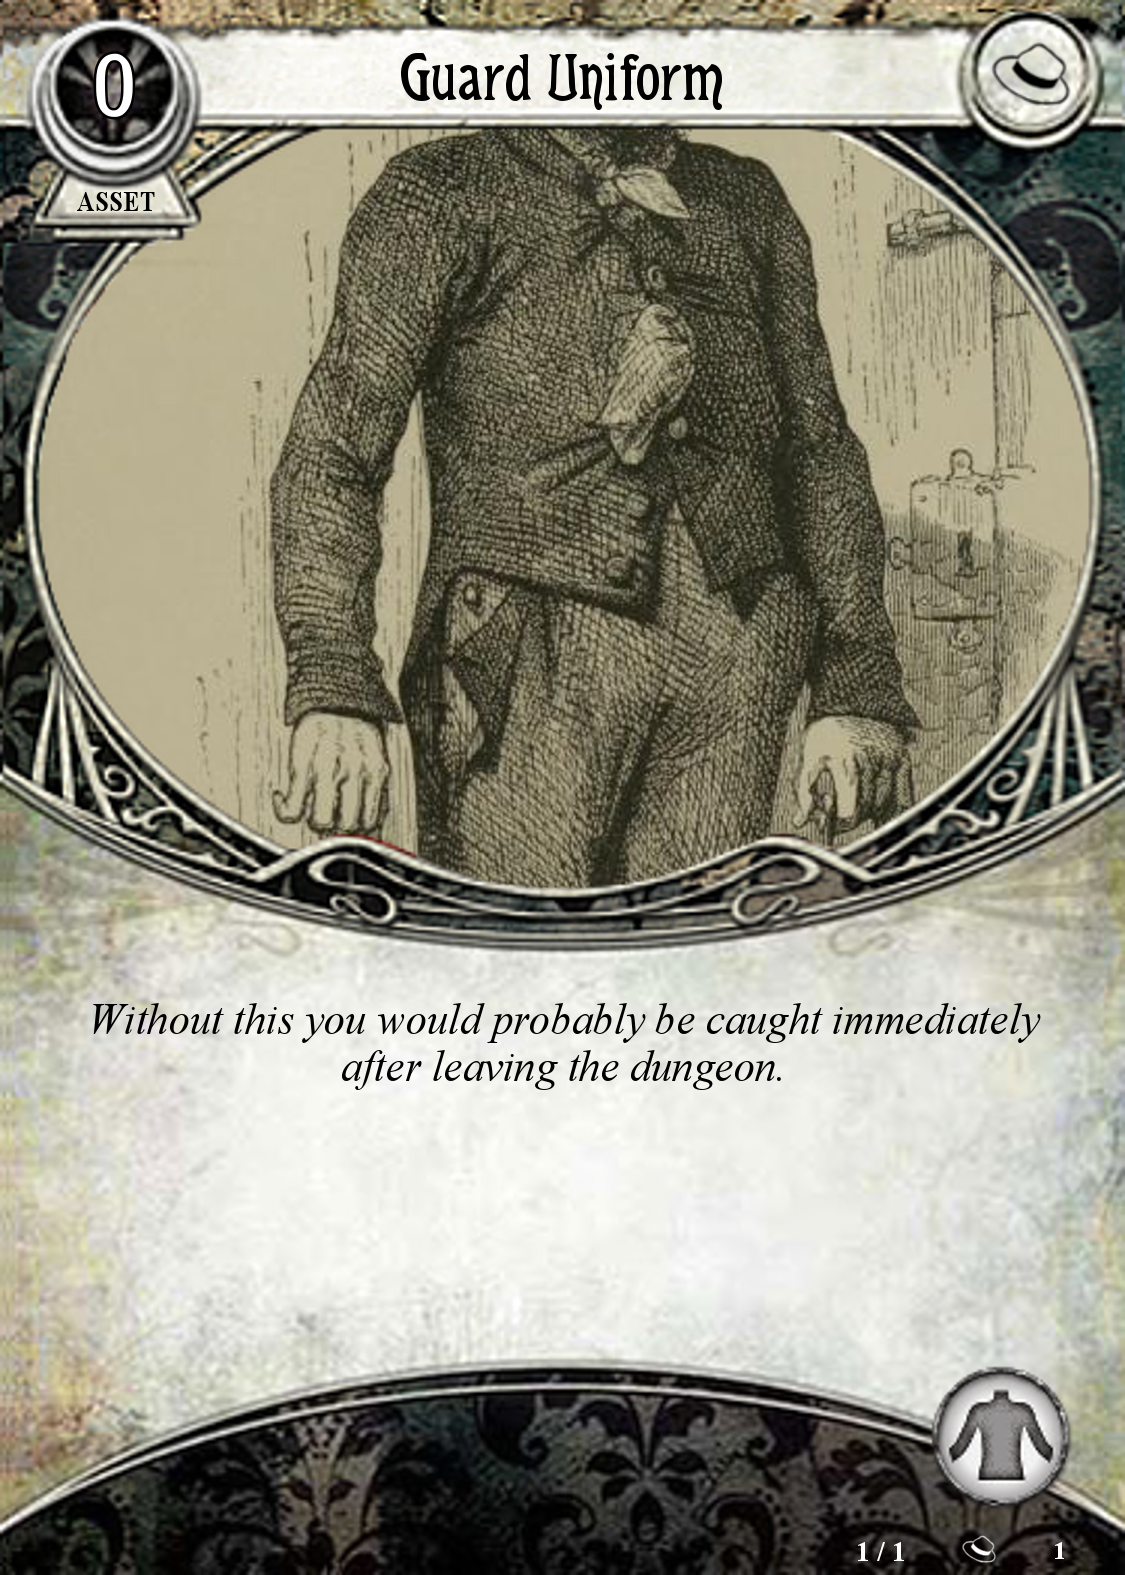 0
Guard Uniform
ASSET
Without this you would probably be caught immediately
after leaving the dungeon.
1 / 1
1